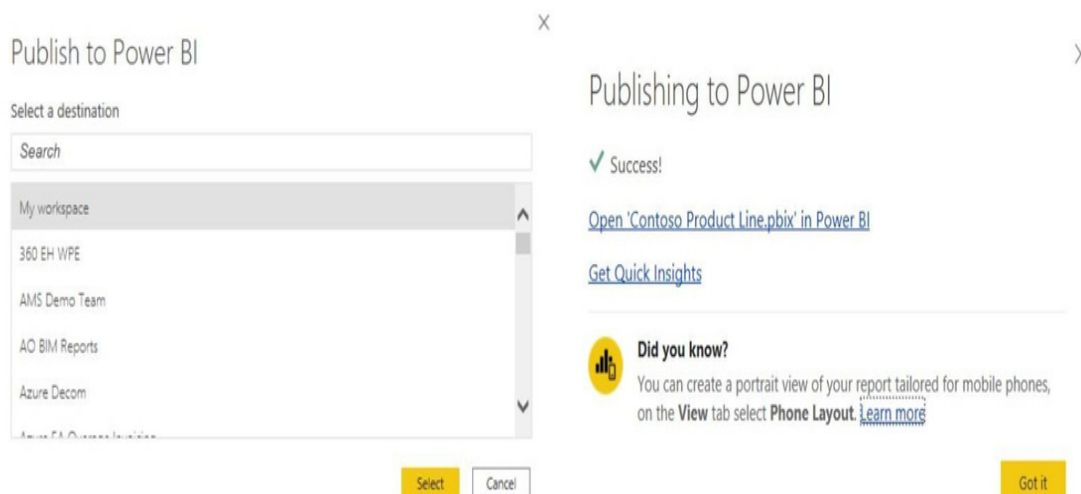 Publish to Power BI
Select a destination
Search
My workspace
360 EH WPE
AMS Demo Team
AO BIM Reports
Azure Decom
Select
Cancel
Publishing to Power BI
Success!
Open 'Contoso Product Line.pbix' in Power BI
Get Quick Insights
Did you know?
You can create a portrait view of your report tailored for mobile phones,
on the View tab select Phone Layout. Learn more
Got it